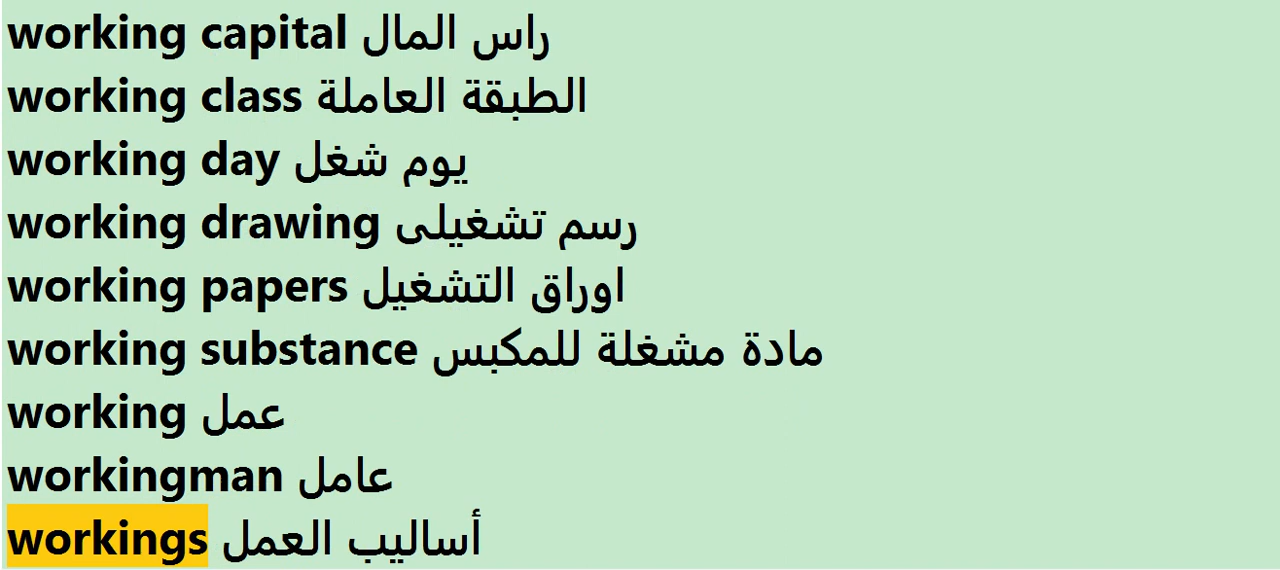 working capital راس المال
working class الطبقة العاملة
working day يوم شغل
working drawing رسم تشغيلى
working papers اوراق التشغيل
working substance مادة مشغلة للمكبس
working عمل
workingman عامل
workings أساليب العمل